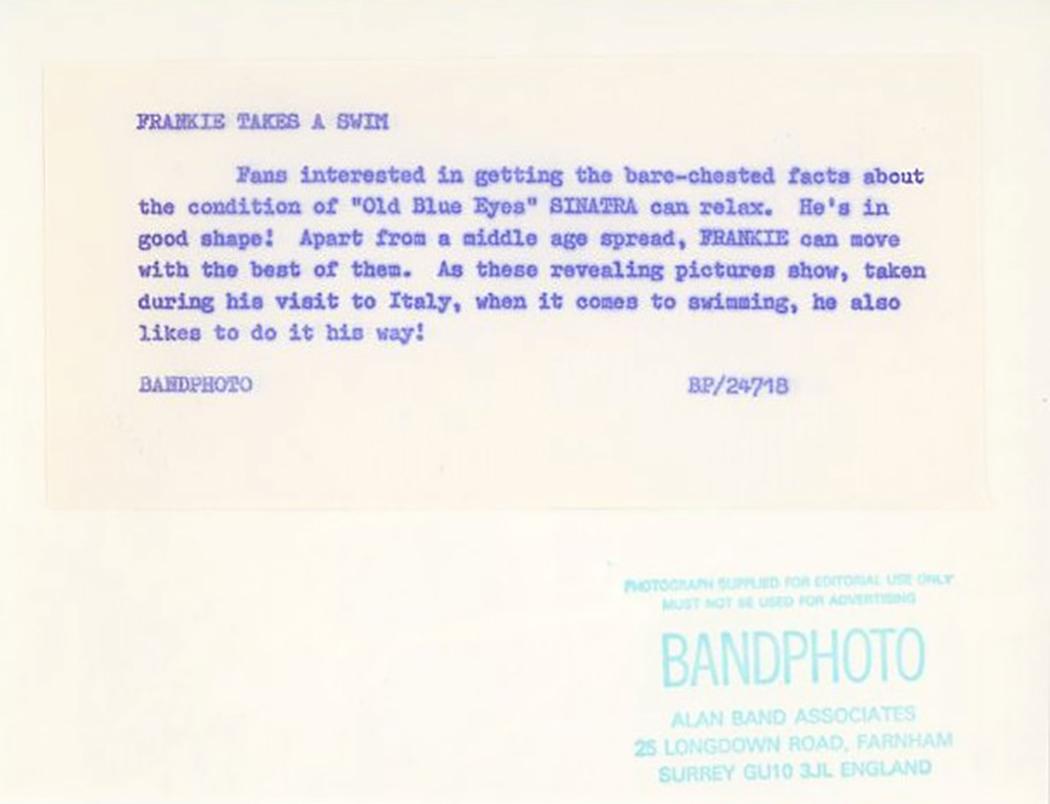 FRANKIE TAKES A SWIM
Fans interested in getting the bare-chested facts about
the condition of "Old Blue Eyes" SINATRA can relax. He's in
good shape! Apart from a middle age spread, FRANKIE can move
with the best of them. As these revealing pictures show, taken
during his visit to Italy, when it comes to swimming, he also
likes to do it his way!
BANDPHOTO BP/24718
PHOTOGRAPH SUPPLIED FOR EDITORIAL USE ONLY
MUST NOT BE USED FOR ADVERTISING
BANDPHOTO
ALAN BAND ASSOCIATES
25 LONGDOWN ROAD, FARNHAM
SURREY GU10 3JL ENGLAND